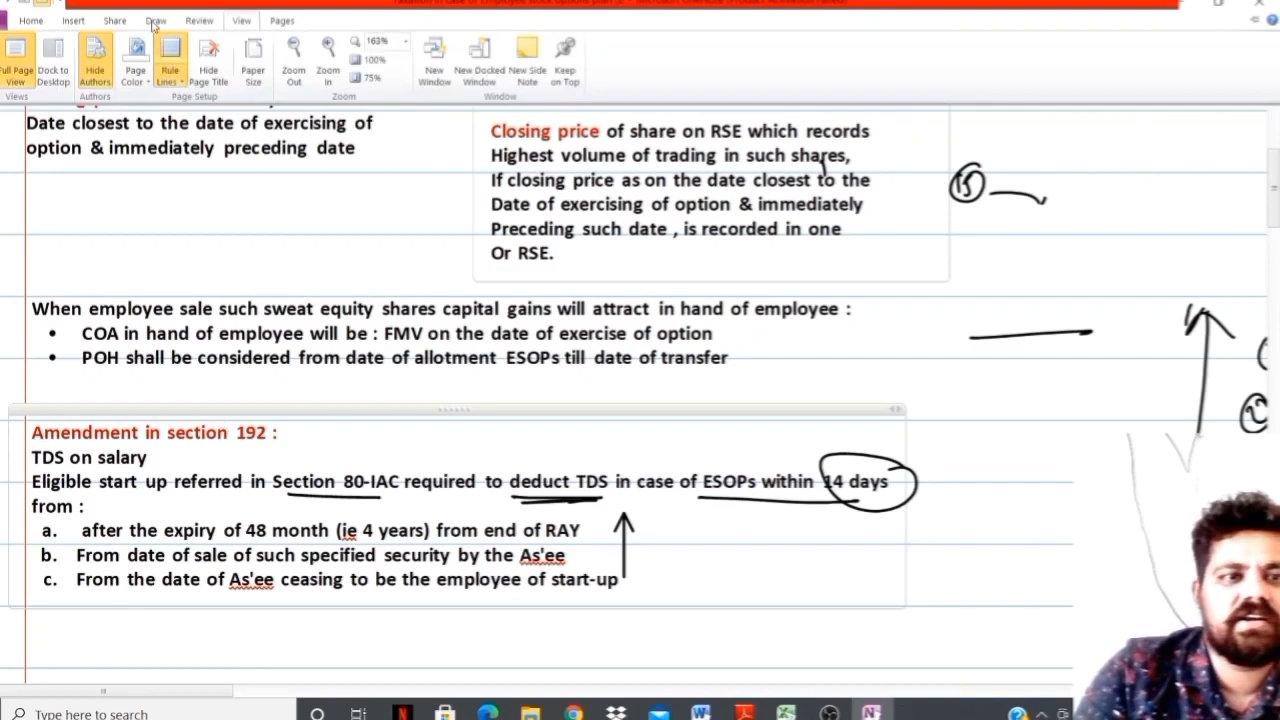 Home Insert Share Draw Review View Pages
Full Page View
Dock to Desktop
Hide Authors
Page Color
Rule Lines
Hide Page Title
Paper Size
Zoom Out
Zoom In
163%
100%
75%
New Window
New Docked Window
New Side Note
Keep on Top
Views Authors Page Setup Zoom Window
Date closest to the date of exercising of
option & immediately preceding date
Closing price of share on RSE which records
Highest volume of trading in such shares,
If closing price as on the date closest to the
Date of exercising of option & immediately
Preceding such date , is recorded in one
Or RSE.
15
When employee sale such sweat equity shares capital gains will attract in hand of employee :
• COA in hand of employee will be : FMV on the date of exercise of option
• POH shall be considered from date of allotment ESOPs till date of transfer
Amendment in section 192 :
TDS on salary
Eligible start up referred in Section 80-IAC required to deduct TDS in case of ESOPs within 14 days
from :
a. after the expiry of 48 month (ie 4 years) from end of RAY
b. From date of sale of such specified security by the As'ee
c. From the date of As'ee ceasing to be the employee of start-up
Type here to search